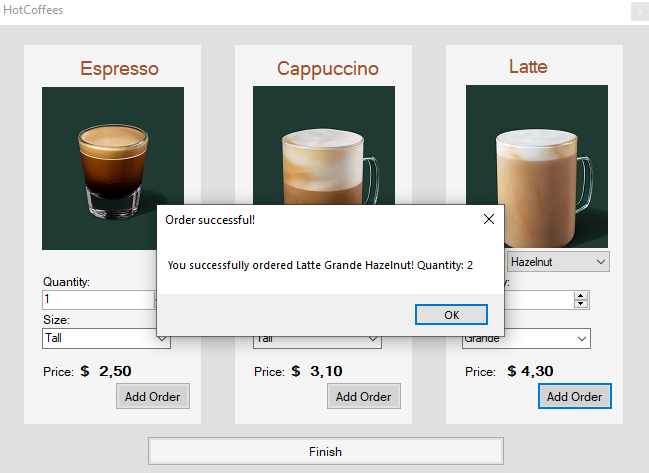 HotCoffees
x
Espresso
Cappuccino
Latte
Order successful!
You successfully ordered Latte Grande Hazelnut! Quantity: 2
OK
Hazelnut
Quantity:
1
Size:
Tall
Price: $ 2,50
Add Order
Tall
Price: $ 3,10
Add Order
Grande
Price: $ 4,30
Add Order
Finish